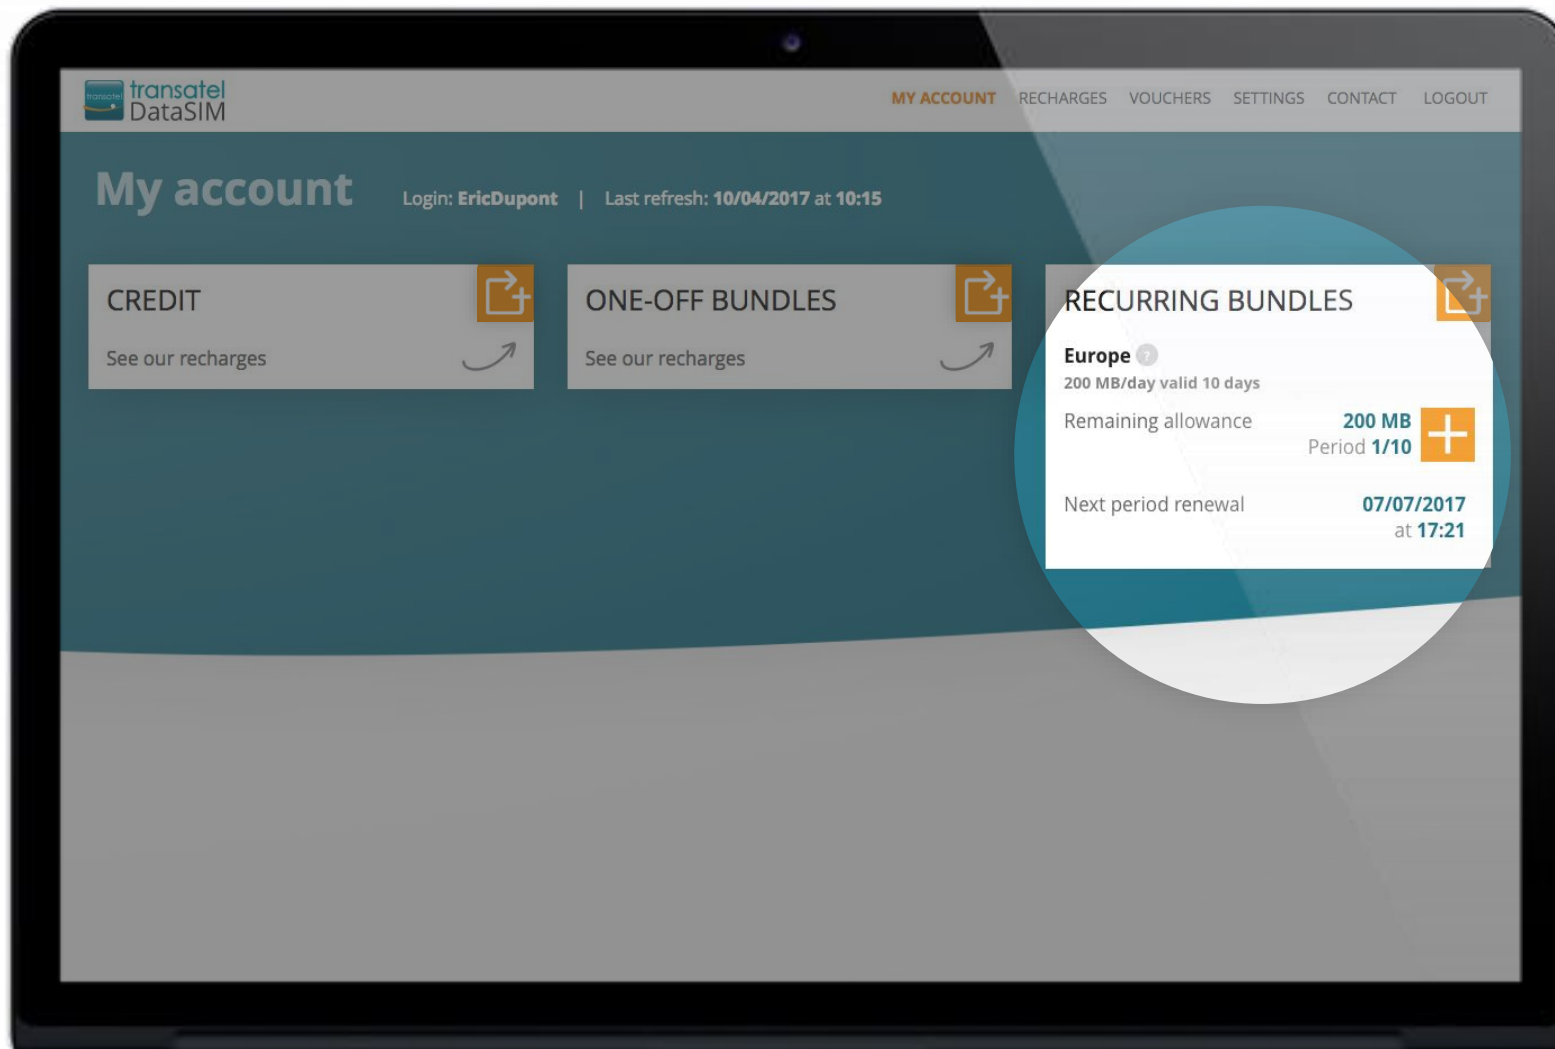 transatel
transatel
DataSIM
MY ACCOUNT RECHARGES VOUCHERS SETTINGS CONTACT LOGOUT
My account Login: EricDupont | Last refresh: 10/04/2017 at 10:15
CREDIT
See our recharges
ONE-OFF BUNDLES
See our recharges
RECURRING BUNDLES
Europe ?
200 MB/day valid 10 days
Remaining allowance 200 MB
Period 1/10
Next period renewal 07/07/2017
at 17:21